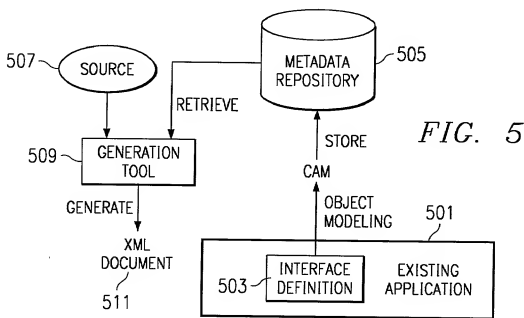 507
SOURCE
METADATA
REPOSITORY
505
RETRIEVE
509
GENERATION
TOOL
STORE
FIG. 5
CAM
GENERATE
OBJECT
MODELING
501
XML
DOCUMENT
511
503
INTERFACE
DEFINITION
EXISTING
APPLICATION